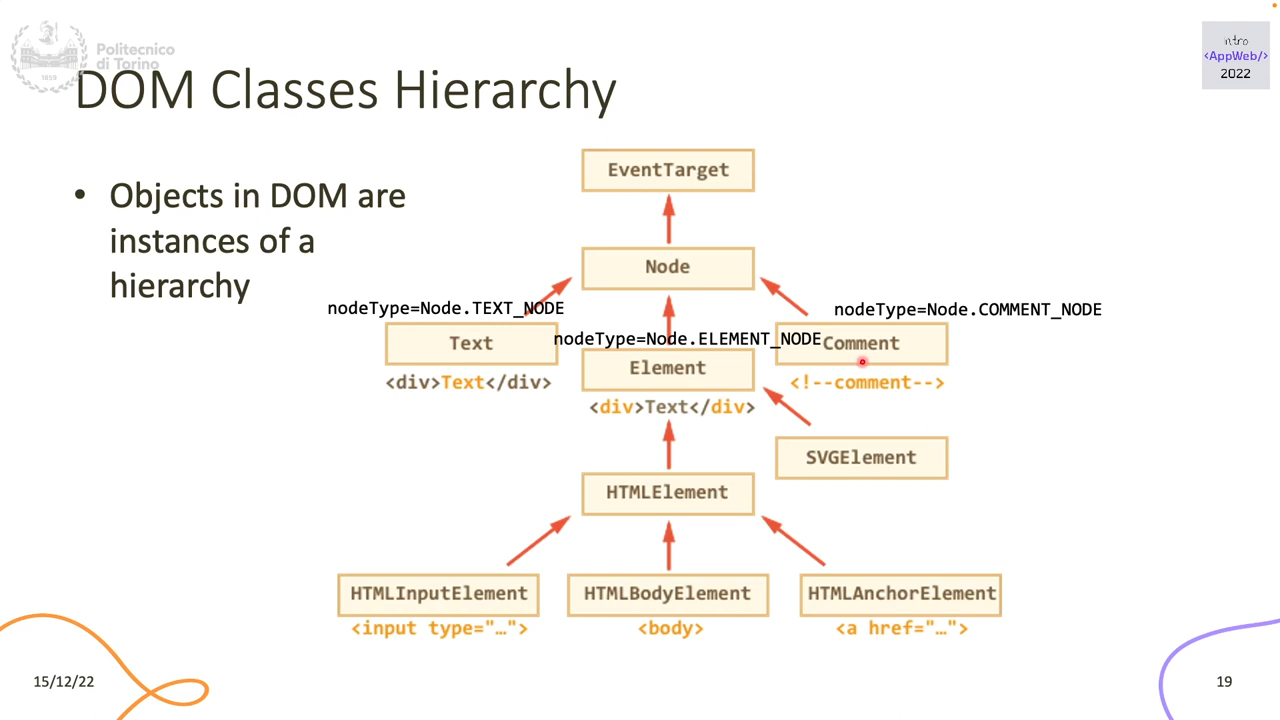 Politecnico
di Torino
1859
intro
<AppWeb/>
2022
DOM Classes Hierarchy
• Objects in DOM are
instances of a
hierarchy
EventTarget
Node
nodeType=Node.TEXT_NODE
nodeType=Node.COMMENT_NODE
nodeType=Node.ELEMENT_NODE
Text
Comment
<div>Text</div>
Element
<!--comment-->
<div>Text</div>
SVGElement
HTMLElement
HTMLInputElement
HTMLBodyElement
HTMLAnchorElement
<input type="…">
<body>
<a href="…">
15/12/22
19